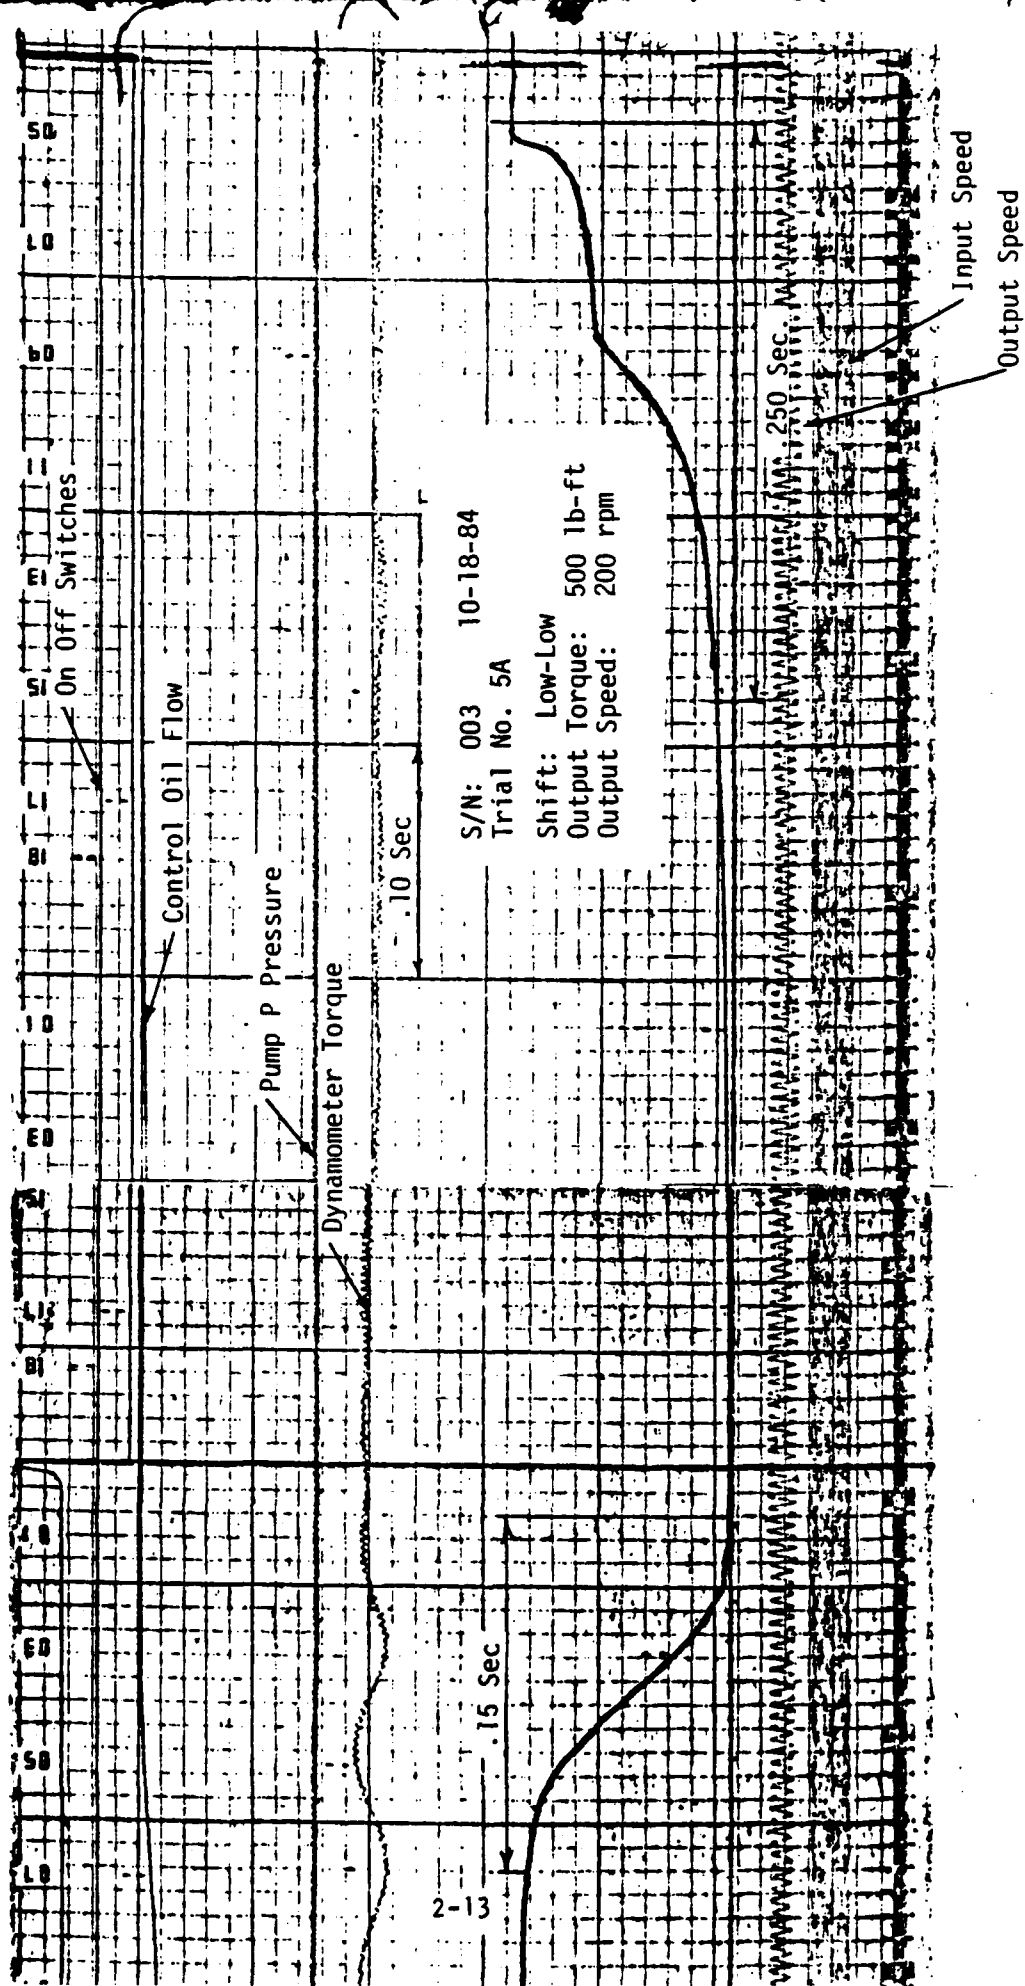 On Off Switches
Control Oil Flow
Pump P Pressure
Dynamometer Torque
.10 Sec
S/N: 003 10-18-84
Trial No. 5A
Shift: Low-Low
Output Torque: 500 lb-ft
Output Speed: 200 rpm
.15 Sec
2-13
.250 Sec.
Input Speed
Output Speed